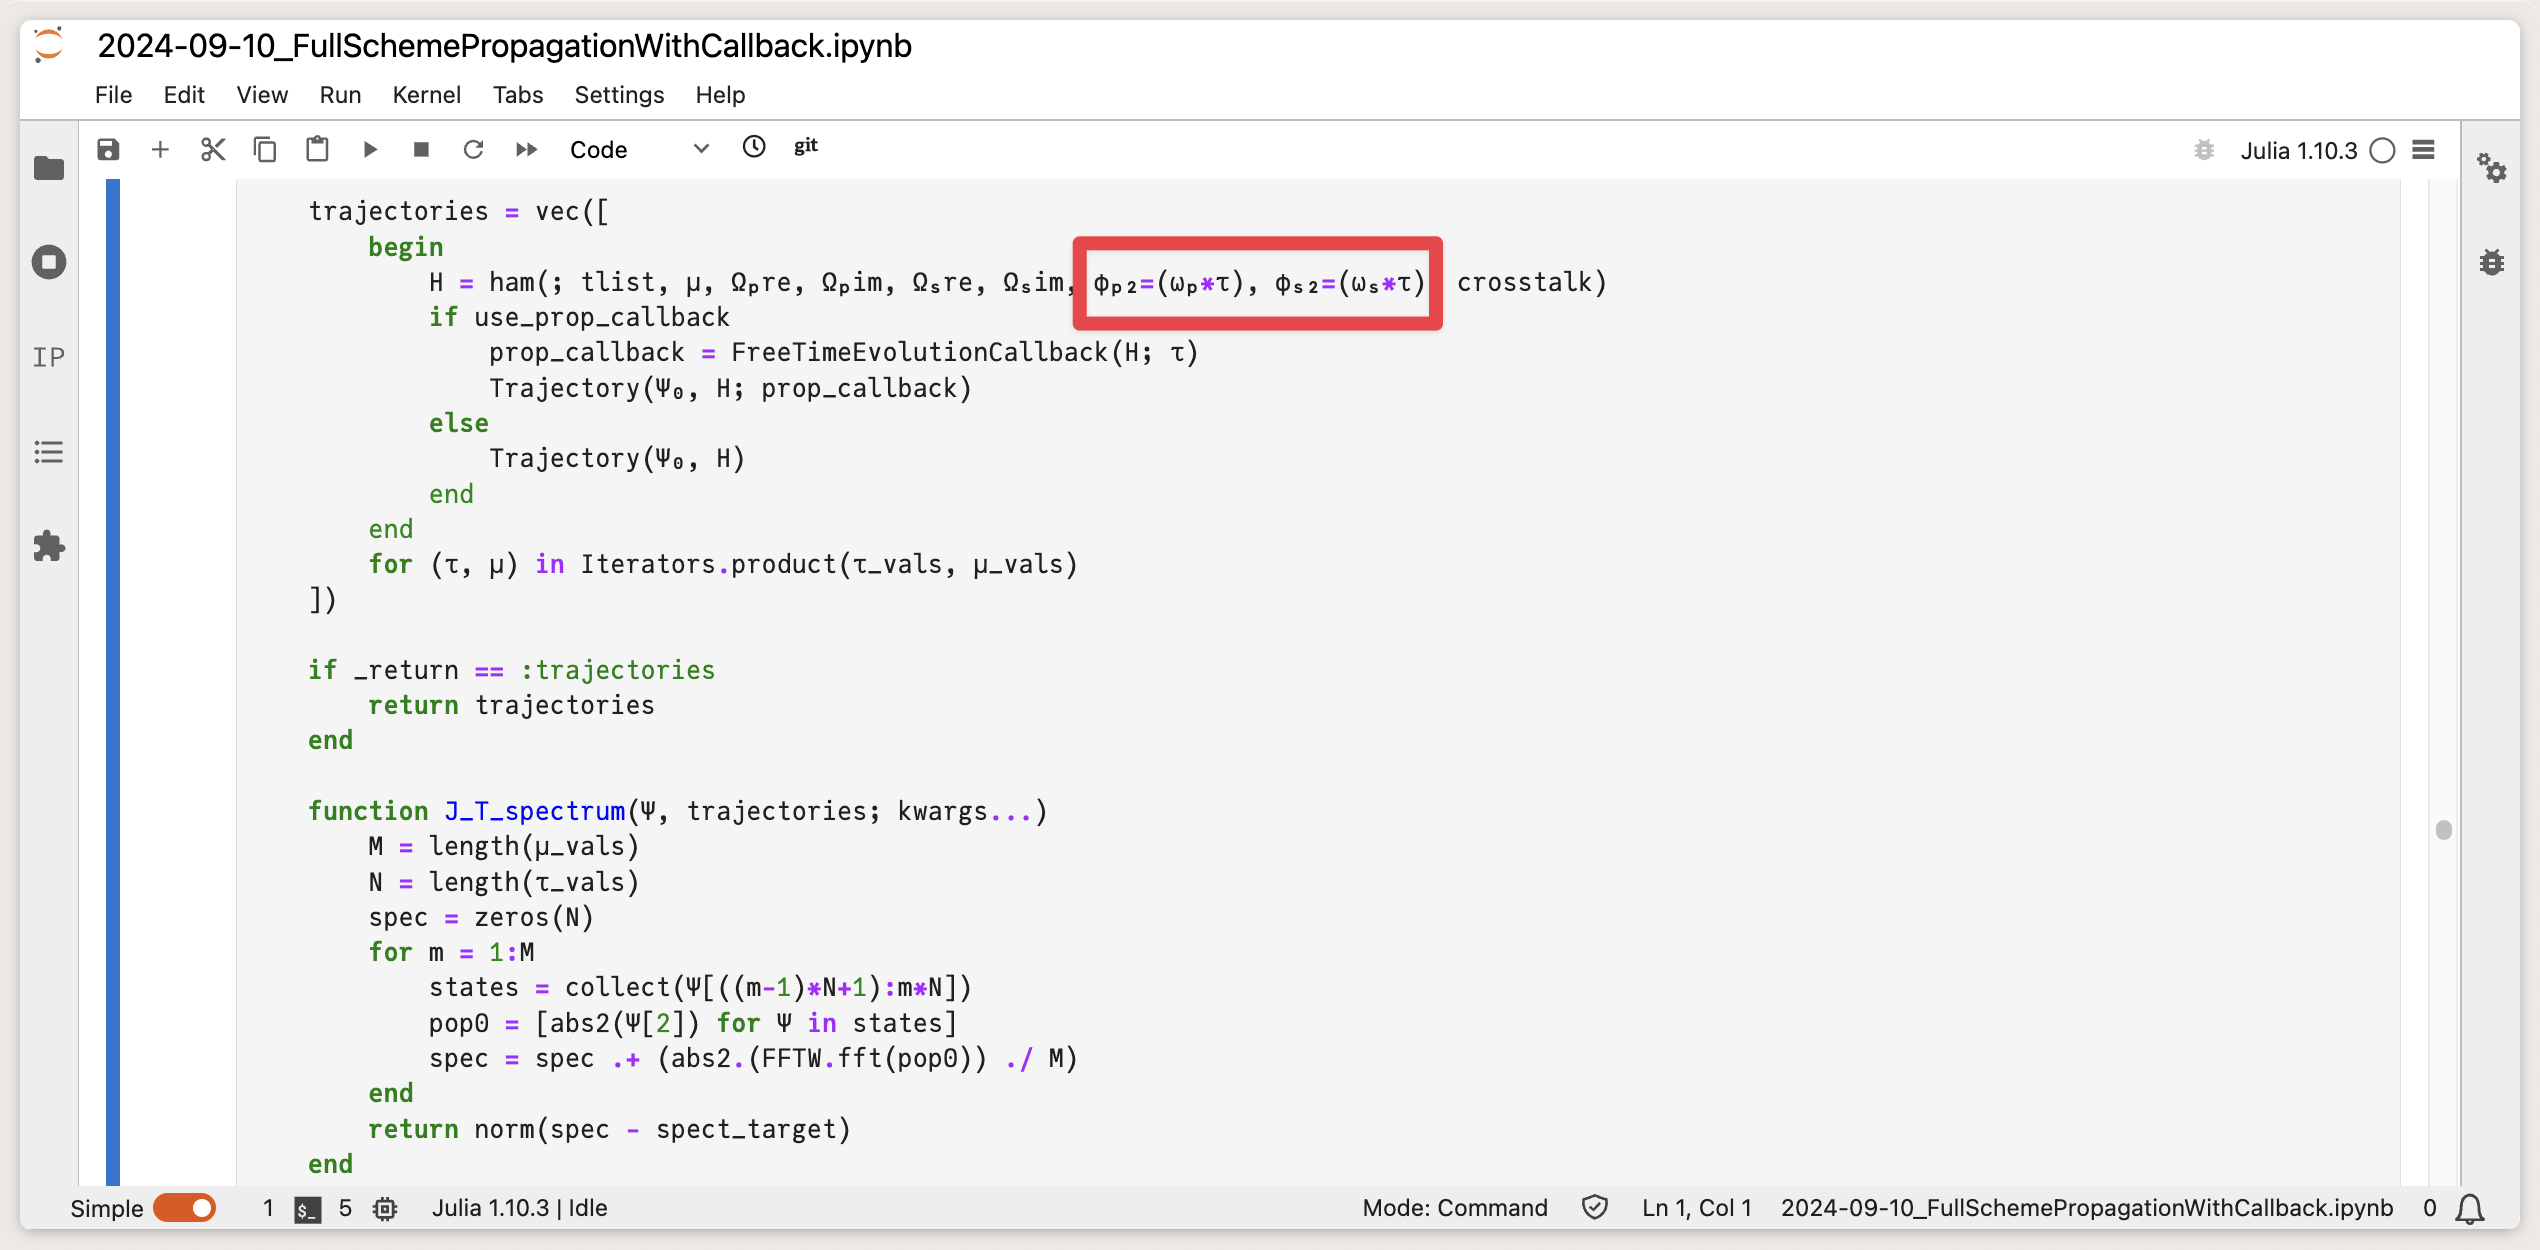 2024-09-10_FullSchemePropagationWithCallback.ipynb
File Edit View Run Kernel Tabs Settings Help
Code git Julia 1.10.3
IP
trajectories = vec([
begin
H = ham(; tlist, μ, Ωₚre, Ωₚim, Ωₛre, Ωₛim, ϕₚ₂=(ωₚ*τ), ϕₛ₂=(ωₛ*τ) crosstalk)
if use_prop_callback
prop_callback = FreeTimeEvolutionCallback(H; τ)
Trajectory(Ψ₀, H; prop_callback)
else
Trajectory(Ψ₀, H)
end
end
for (τ, μ) in Iterators.product(τ_vals, μ_vals)
])
if _return == :trajectories
return trajectories
end
function J_T_spectrum(Ψ, trajectories; kwargs...)
M = length(μ_vals)
N = length(τ_vals)
spec = zeros(N)
for m = 1:M
states = collect(Ψ[((m-1)*N+1):m*N])
pop0 = [abs2(Ψ[2]) for Ψ in states]
spec = spec .+ (abs2.(FFTW.fft(pop0)) ./ M)
end
return norm(spec - spect_target)
end
Simple 1 $_ 5 Julia 1.10.3 | Idle Mode: Command Ln 1, Col 1 2024-09-10_FullSchemePropagationWithCallback.ipynb 0